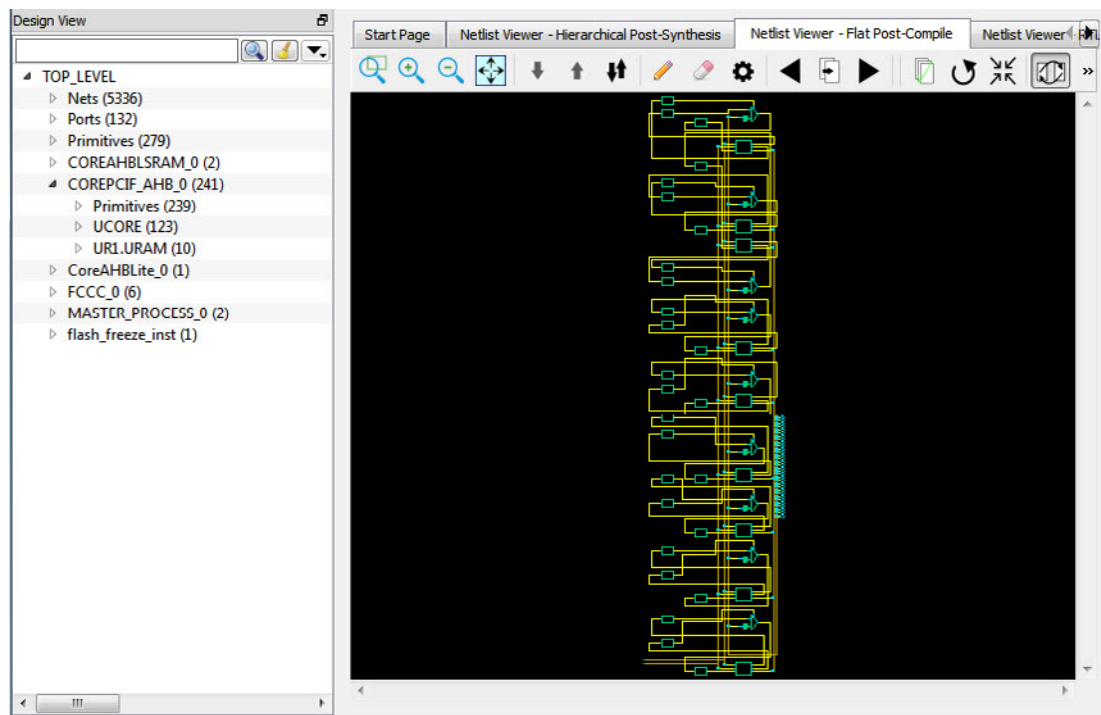 Design View
Start Page
Netlist Viewer - Hierarchical Post-Synthesis
Netlist Viewer - Flat Post-Compile
Netlist Viewer
TOP_LEVEL
Nets (5336)
Ports (132)
Primitives (279)
COREAHBLSRAM_0 (2)
COREPCIF_AHB_0 (241)
Primitives (239)
UCORE (123)
UR1.URAM (10)
CoreAHBLite_0 (1)
FCCC_0 (6)
MASTER_PROCESS_0 (2)
flash_freeze_inst (1)